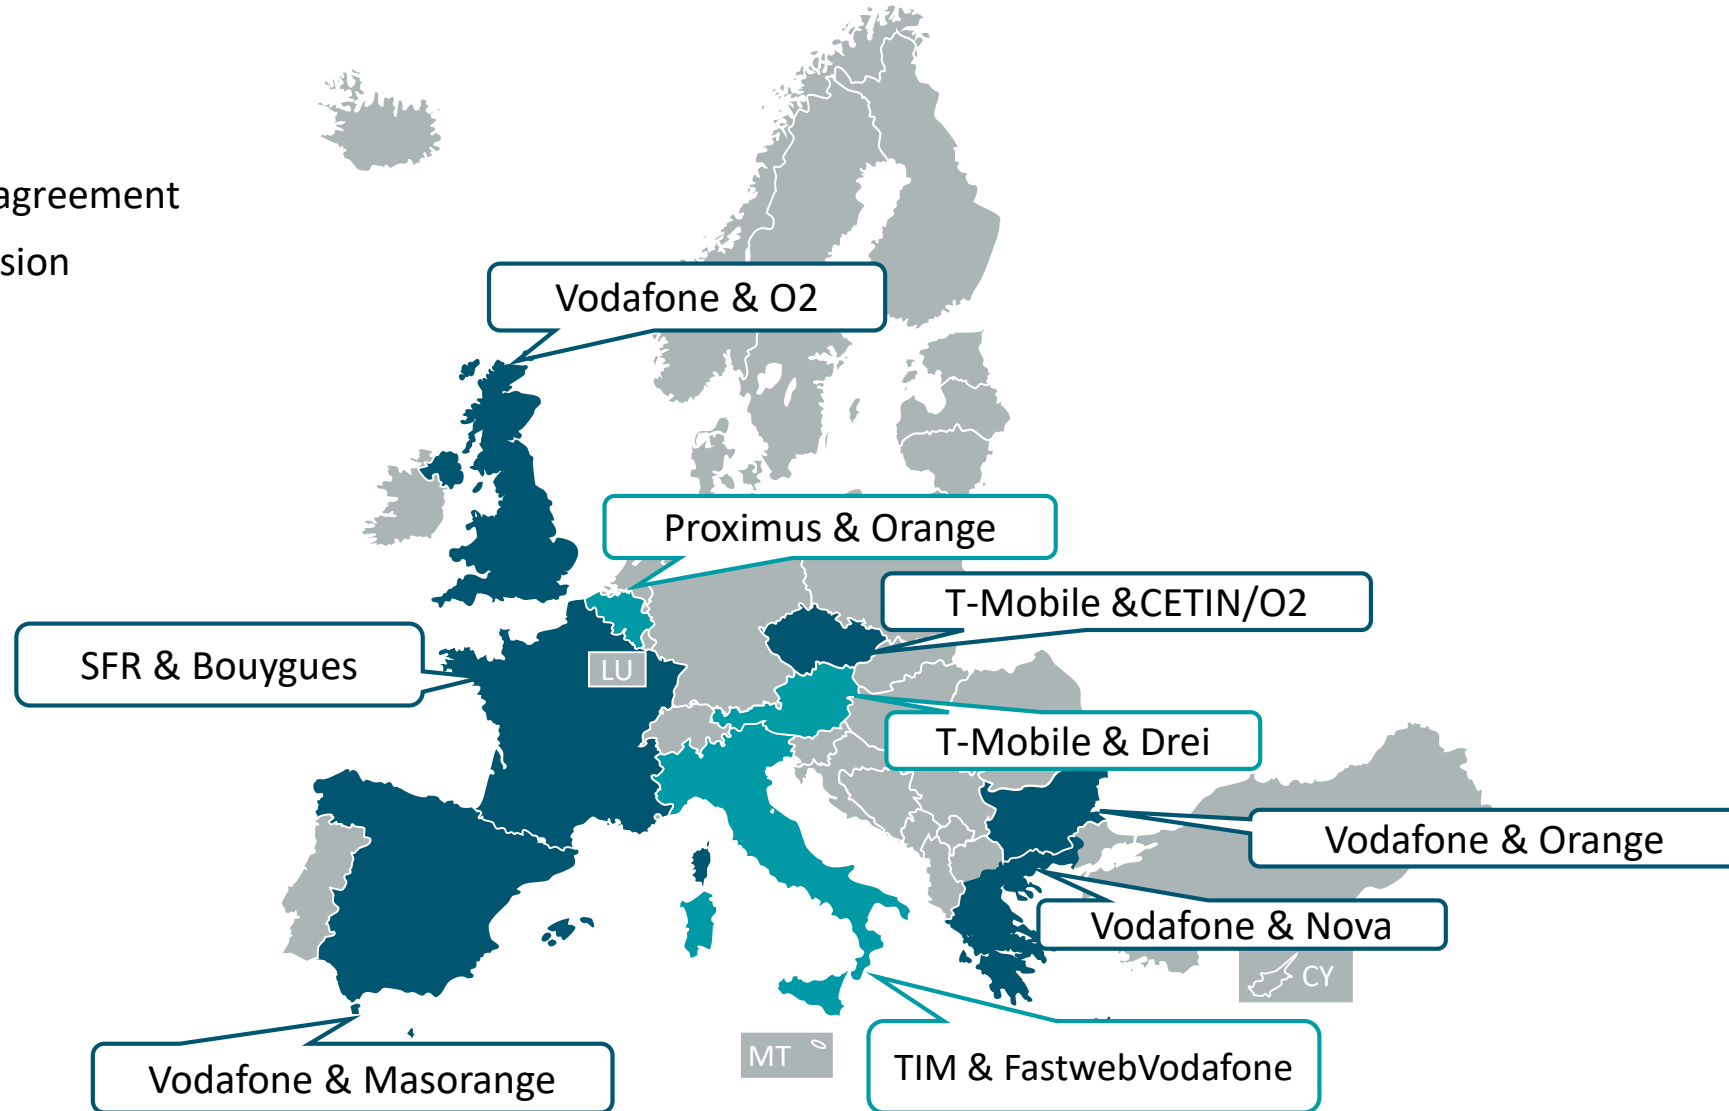 agreement
sion
Vodafone & O2
Proximus & Orange
T-Mobile &CETIN/O2
SFR & Bouygues
LU
T-Mobile & Drei
Vodafone & Orange
Vodafone & Nova
CY
MT
TIM & FastwebVodafone
Vodafone & Masorange